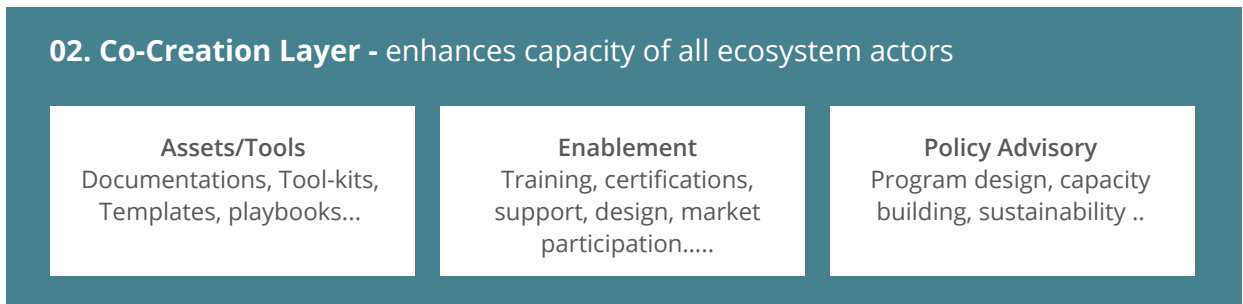 02. Co-Creation Layer - enhances capacity of all ecosystem actors
Assets/Tools
Documentations, Tool-kits,
Templates, playbooks...
Enablement
Training, certifications,
support, design, market
participation.....
Policy Advisory
Program design, capacity
building, sustainability ..